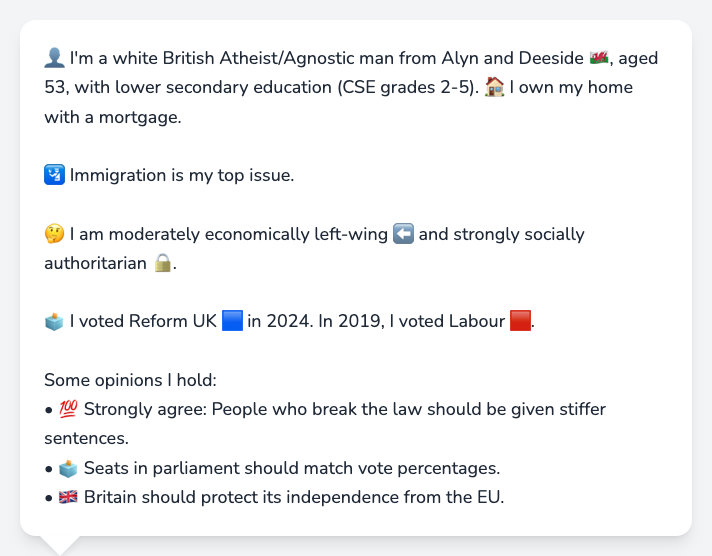 👤 I'm a white British Atheist/Agnostic man from Alyn and Deeside 🏴󠁧󠁢󠁷󠁬󠁳󠁿, aged
53, with lower secondary education (CSE grades 2-5). 🏠 I own my home
with a mortgage.
🛂 Immigration is my top issue.
🤔 I am moderately economically left-wing ⬅️ and strongly socially
authoritarian 🔒.
🗳️ I voted Reform UK 🟦 in 2024. In 2019, I voted Labour 🟥.
Some opinions I hold:
• 💯 Strongly agree: People who break the law should be given stiffer
sentences.
• 🗳️ Seats in parliament should match vote percentages.
• 🇬🇧 Britain should protect its independence from the EU.